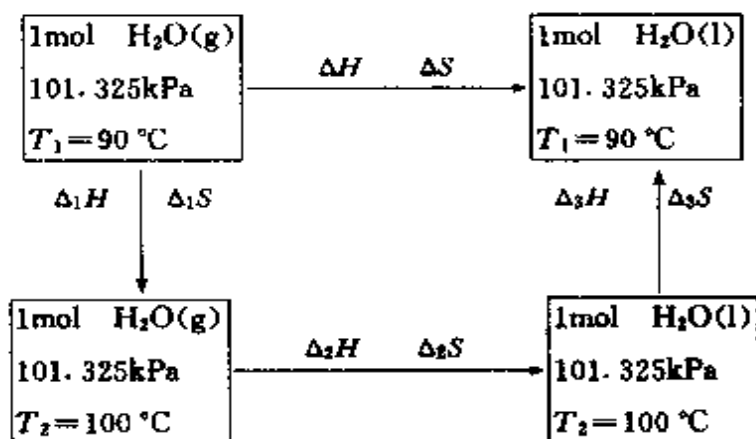 1mol H₂O(g)
101.325kPa
T₁=90 ℃
ΔH ΔS
1mol H₂O(l)
101.325kPa
T₁=90 ℃
Δ₁H Δ₁S
Δ₃H Δ₃S
1mol H₂O(g)
101.325kPa
T₂=100 ℃
Δ₂H Δ₂S
1mol H₂O(l)
101.325kPa
T₂=100 ℃